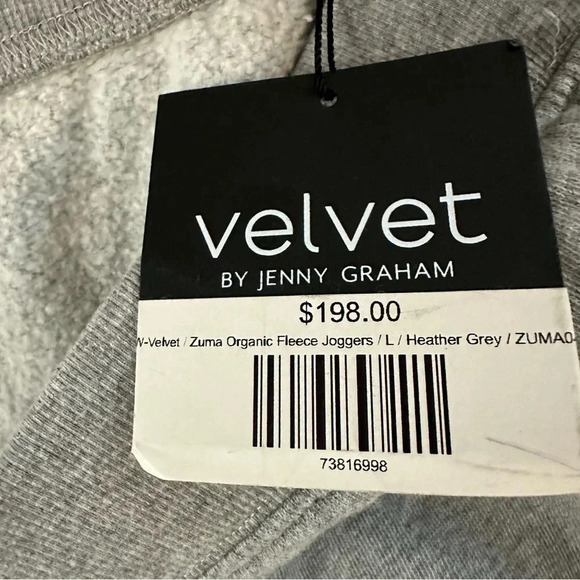 velvet
BY JENNY GRAHAM
$198.00
W-Velvet / Zuma Organic Fleece Joggers / L / Heather Grey / ZUMA0
73816998